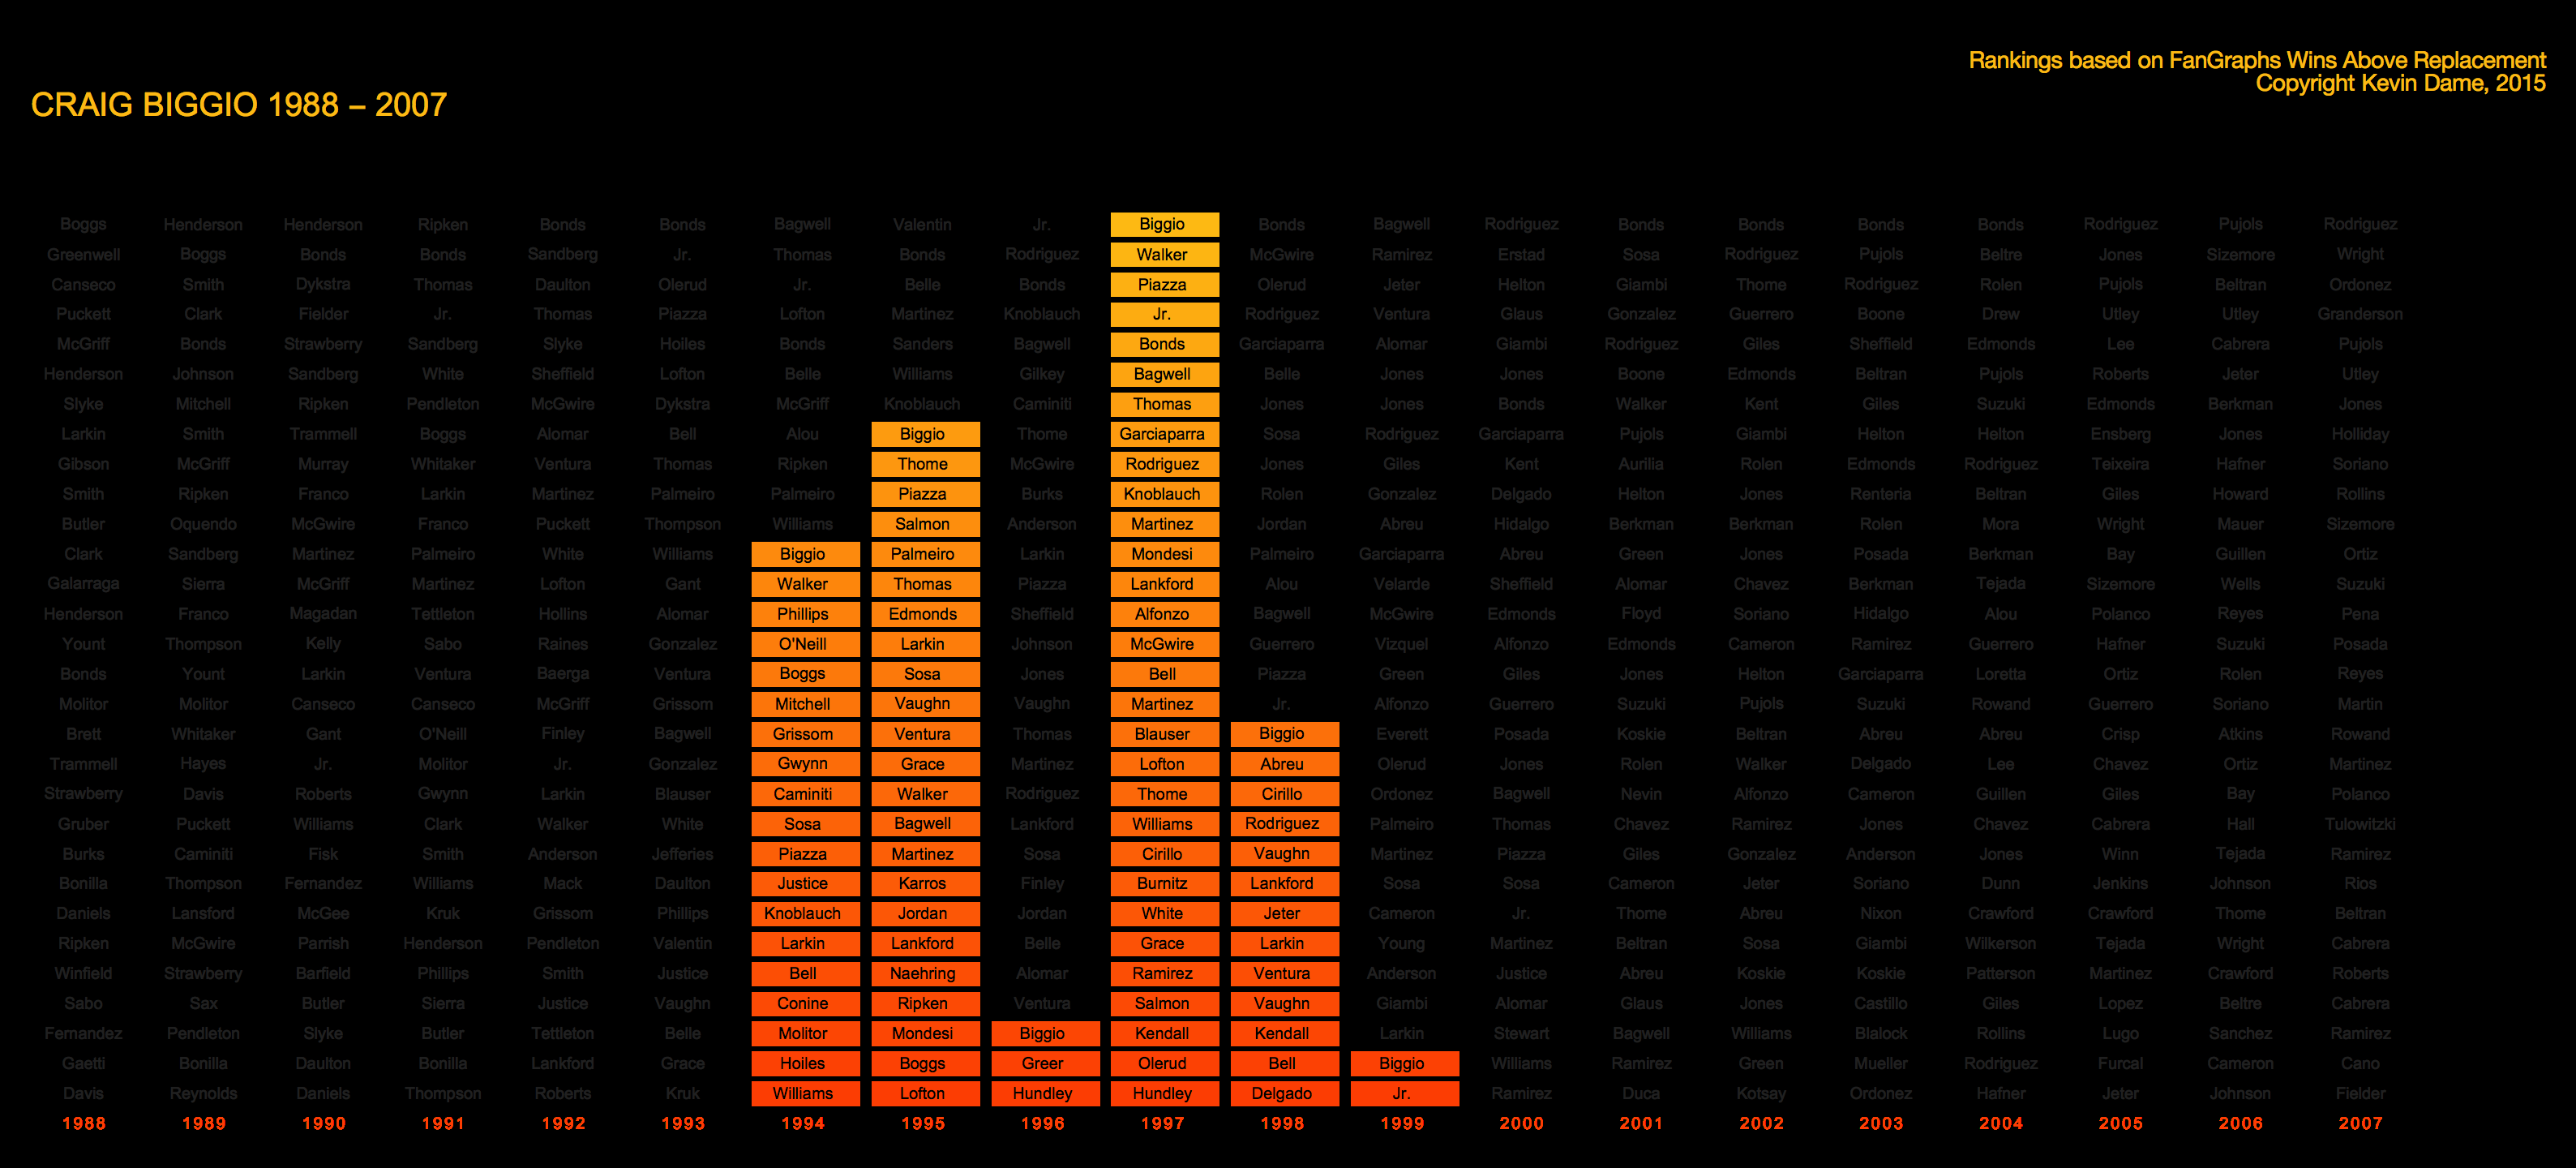 Rankings based on FanGraphs Wins Above Replacement
Copyright Kevin Dame, 2015
CRAIG BIGGIO 1988 – 2007
Boggs Henderson Henderson Ripken Bonds Bonds Bagwell Valentin Jr. Biggio Bonds Bagwell Rodriguez Bonds Bonds Bonds Bonds Rodriguez Pujols Rodriguez
Greenwell Boggs Bonds Bonds Sandberg Jr. Thomas Bonds Rodriguez Walker McGwire Ramirez Erstad Sosa Rodriguez Pujols Beltre Jones Sizemore Wright
Canseco Smith Dykstra Thomas Daulton Olerud Jr. Belle Bonds Piazza Olerud Jeter Helton Giambi Thome Rodriguez Rolen Pujols Beltran Ordonez
Puckett Clark Fielder Jr. Thomas Piazza Lofton Martinez Knoblauch Jr. Rodriguez Ventura Glaus Gonzalez Guerrero Boone Drew Utley Utley Granderson
McGriff Bonds Strawberry Sandberg Slyke Hoiles Bonds Sanders Bagwell Bonds Garciaparra Alomar Giambi Rodriguez Giles Sheffield Edmonds Lee Cabrera Pujols
Henderson Johnson Sandberg White Sheffield Lofton Belle Williams Gilkey Bagwell Belle Jones Jones Boone Edmonds Beltran Pujols Roberts Jeter Utley
Slyke Mitchell Ripken Pendleton McGwire Dykstra McGriff Knoblauch Caminiti Thomas Jones Jones Bonds Walker Kent Giles Suzuki Edmonds Berkman Jones
Larkin Smith Trammell Boggs Alomar Bell Alou Biggio Thome Garciaparra Sosa Rodriguez Garciaparra Pujols Giambi Helton Helton Ensberg Jones Holliday
Gibson McGriff Murray Whitaker Ventura Thomas Ripken Thome McGwire Rodriguez Jones Giles Kent Aurilia Rolen Edmonds Rodriguez Teixeira Hafner Soriano
Smith Ripken Franco Larkin Martinez Palmeiro Palmeiro Piazza Burks Knoblauch Rolen Gonzalez Delgado Helton Jones Renteria Beltran Giles Howard Rollins
Butler Oquendo McGwire Franco Puckett Thompson Williams Salmon Anderson Martinez Jordan Abreu Hidalgo Berkman Berkman Rolen Mora Wright Mauer Sizemore
Clark Sandberg Martinez Palmeiro White Williams Biggio Palmeiro Larkin Mondesi Palmeiro Garciaparra Abreu Green Jones Posada Berkman Bay Guillen Ortiz
Galarraga Sierra McGriff Martinez Lofton Gant Walker Thomas Piazza Lankford Alou Velarde Sheffield Alomar Chavez Berkman Tejada Sizemore Wells Suzuki
Henderson Franco Magadan Tettleton Hollins Alomar Phillips Edmonds Sheffield Alfonzo Bagwell McGwire Edmonds Floyd Soriano Hidalgo Alou Polanco Reyes Pena
Yount Thompson Kelly Sabo Raines Gonzalez O'Neill Larkin Johnson McGwire Guerrero Vizquel Alfonzo Edmonds Cameron Ramirez Guerrero Hafner Suzuki Posada
Bonds Yount Larkin Ventura Baerga Ventura Boggs Sosa Jones Bell Piazza Green Giles Jones Helton Garciaparra Loretta Ortiz Rolen Reyes
Molitor Molitor Canseco Canseco McGriff Grissom Mitchell Vaughn Vaughn Martinez Jr. Alfonzo Guerrero Suzuki Pujols Suzuki Rowand Guerrero Soriano Martin
Brett Whitaker Gant O'Neill Finley Bagwell Grissom Ventura Thomas Blauser Biggio Everett Posada Koskie Beltran Abreu Abreu Crisp Atkins Rowand
Trammell Hayes Jr. Molitor Jr. Gonzalez Gwynn Grace Martinez Lofton Abreu Olerud Jones Rolen Walker Delgado Lee Chavez Ortiz Martinez
Strawberry Davis Roberts Gwynn Larkin Blauser Caminiti Walker Rodriguez Thome Cirillo Ordonez Bagwell Nevin Alfonzo Cameron Guillen Giles Bay Polanco
Gruber Puckett Williams Clark Walker White Sosa Bagwell Lankford Williams Rodriguez Palmeiro Thomas Chavez Ramirez Jones Chavez Cabrera Hall Tulowitzki
Burks Caminiti Fisk Smith Anderson Jefferies Piazza Martinez Sosa Cirillo Vaughn Martinez Piazza Giles Gonzalez Anderson Jones Winn Tejada Ramirez
Bonilla Thompson Fernandez Williams Mack Daulton Justice Karros Finley Burnitz Lankford Sosa Sosa Cameron Jeter Soriano Dunn Jenkins Johnson Rios
Daniels Lansford McGee Kruk Grissom Phillips Knoblauch Jordan Jordan White Jeter Cameron Jr. Thome Abreu Nixon Crawford Crawford Thome Beltran
Ripken McGwire Parrish Henderson Pendleton Valentin Larkin Lankford Belle Grace Larkin Young Martinez Beltran Sosa Giambi Wilkerson Tejada Wright Cabrera
Winfield Strawberry Barfield Phillips Smith Justice Bell Naehring Alomar Ramirez Ventura Anderson Justice Abreu Koskie Koskie Patterson Martinez Crawford Roberts
Sabo Sax Butler Sierra Justice Vaughn Conine Ripken Ventura Salmon Vaughn Giambi Alomar Glaus Jones Castillo Giles Lopez Beltre Cabrera
Fernandez Pendleton Slyke Butler Tettleton Belle Molitor Mondesi Biggio Kendall Kendall Larkin Stewart Bagwell Williams Blalock Rollins Lugo Sanchez Ramirez
Gaetti Bonilla Daulton Bonilla Lankford Grace Hoiles Boggs Greer Olerud Bell Biggio Williams Ramirez Green Mueller Rodriguez Furcal Cameron Cano
Davis Reynolds Daniels Thompson Roberts Kruk Williams Lofton Hundley Hundley Delgado Jr. Ramirez Duca Kotsay Ordonez Hafner Jeter Johnson Fielder
1988 1989 1990 1991 1992 1993 1994 1995 1996 1997 1998 1999 2000 2001 2002 2003 2004 2005 2006 2007